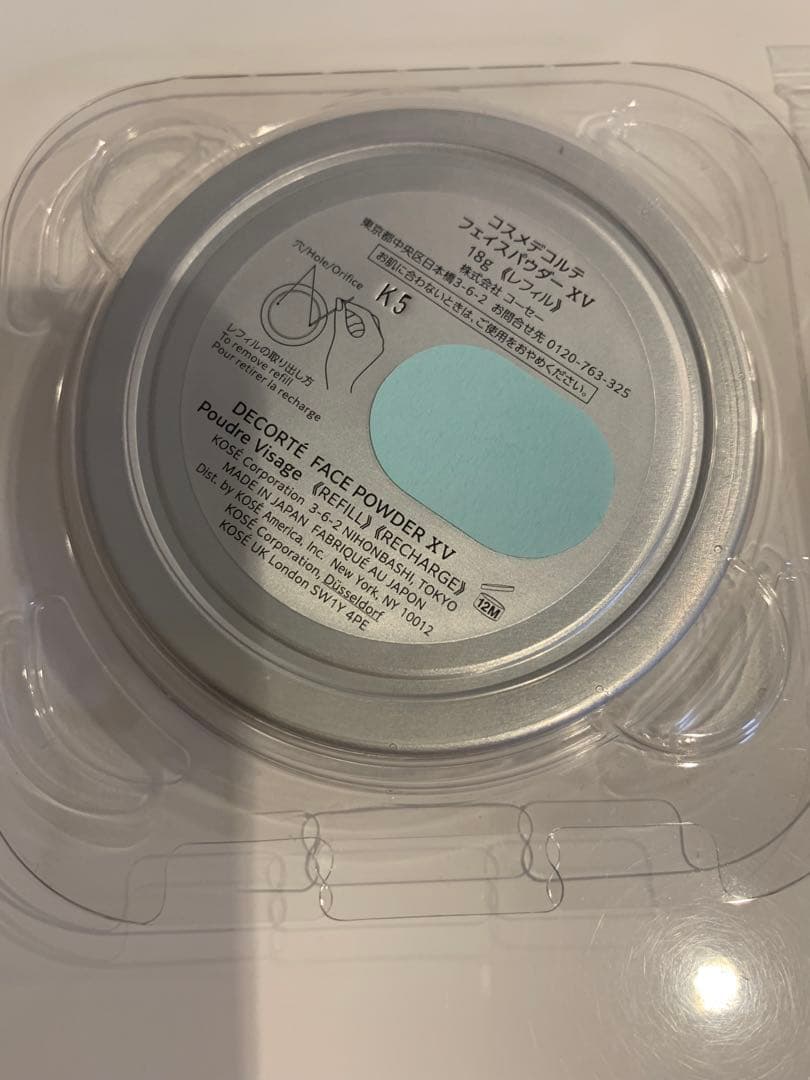 コスメデコルテ
フェイスパウダー XV
18g 《レフィル》
株式会社 コーセー
東京都中央区日本橋3-6-2 お問合せ先 0120-763-325
お肌に合わないときは、ご使用をおやめください。
K5
穴/Hole/Orifice
レフィルの取り出し方
To remove refill
Pour retirer la recharge
DECORTÉ FACE POWDER XV
Poudre Visage 《REFILL》《RECHARGE》
KOSÉ Corporation 3-6-2 NIHONBASHI, TOKYO
MADE IN JAPAN FABRIQUÉ AU JAPON
Dist. by KOSÉ America, Inc. New York, NY 10012
KOSÉ Corporation, Düsseldorf
KOSÉ UK London SW1Y 4PE
12M